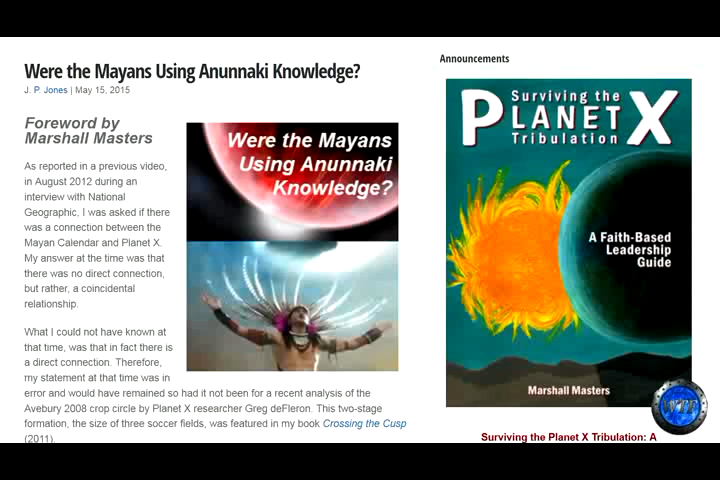 Were the Mayans Using Anunnaki Knowledge?
J. P. Jones | May 15, 2015
Foreword by
Marshall Masters
As reported in a previous video,
in August 2012 during an
interview with National
Geographic, I was asked if there
was a connection between the
Mayan Calendar and Planet X.
My answer at the time was that
there was no direct connection,
but rather, a coincidental
relationship.
What I could not have known at
that time, was that in fact there is
a direct connection. Therefore,
my statement at that time was in
error and would have remained so had it not been for a recent analysis of the
Avebury 2008 crop circle by Planet X researcher Greg deFleron. This two-stage
formation, the size of three soccer fields, was featured in my book Crossing the Cusp
(2011).
Were the Mayans
Using Anunnaki
Knowledge?
Announcements
Surviving the
PLANET X
Tribulation
A Faith-Based
Leadership
Guide
Marshall Masters
WTF
Surviving the Planet X Tribulation: A